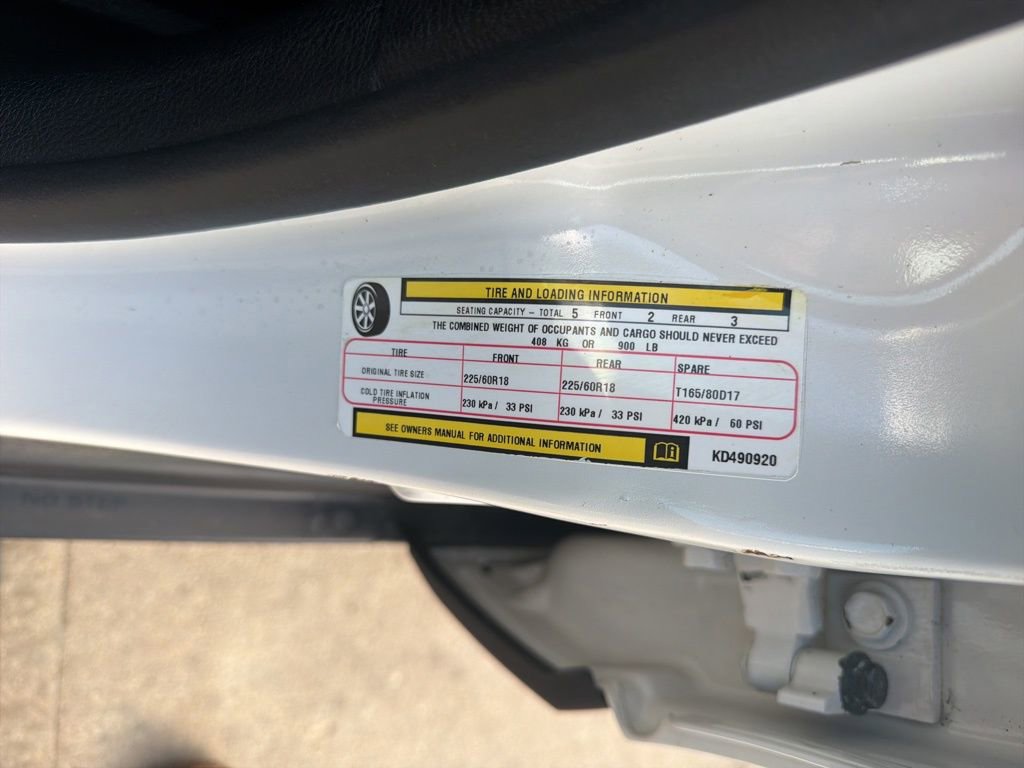 TIRE AND LOADING INFORMATION
SEATING CAPACITY – TOTAL 5 FRONT 2 REAR 3
THE COMBINED WEIGHT OF OCCUPANTS AND CARGO SHOULD NEVER EXCEED
408 KG OR 900 LB
TIRE FRONT REAR SPARE
ORIGINAL TIRE SIZE 225/60R18 225/60R18 T165/80D17
COLD TIRE INFLATION PRESSURE 230 kPa / 33 PSI 230 kPa / 33 PSI 420 kPa / 60 PSI
SEE OWNERS MANUAL FOR ADDITIONAL INFORMATION
KD490920
NO STEP